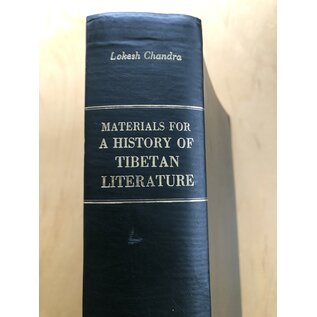 Lokesh Chandra
MATERIALS FOR
A HISTORY OF
TIBETAN
LITERATURE